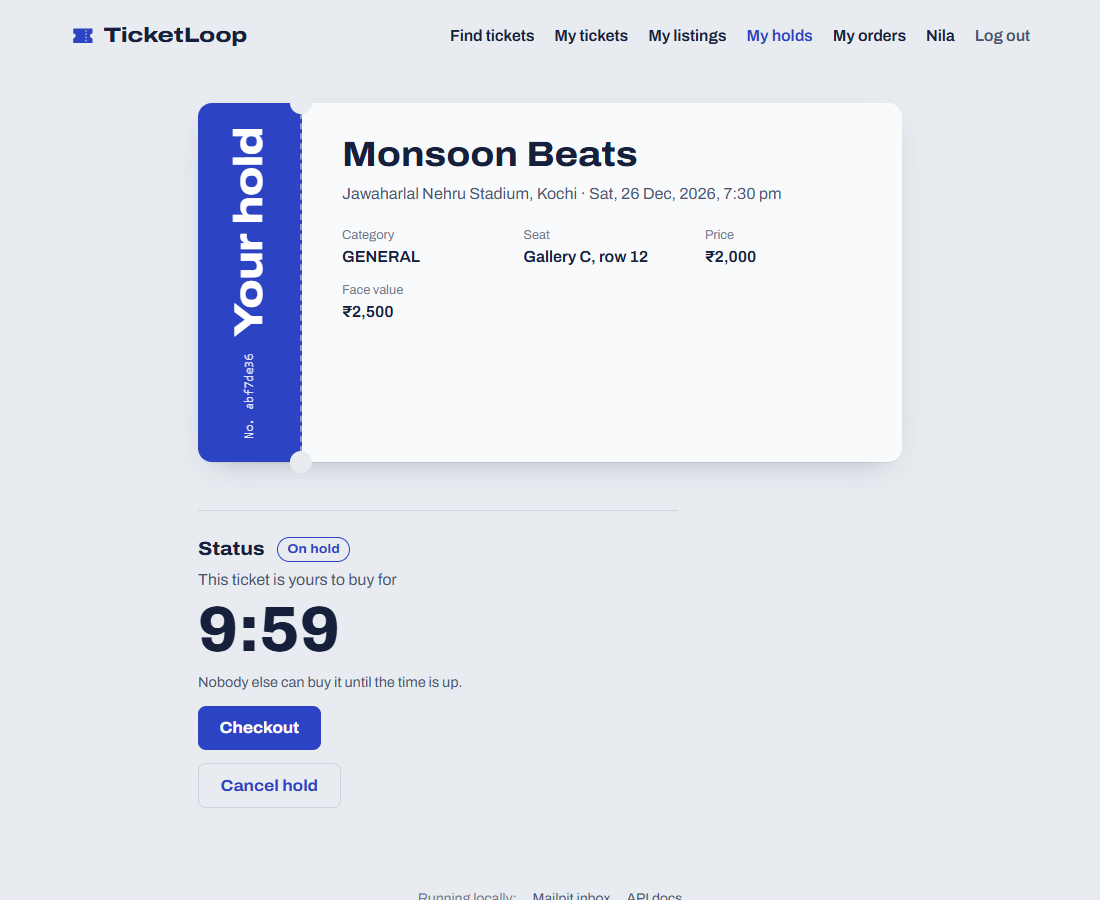 TicketLoop
Find tickets My tickets My listings My holds My orders Nila Log out
Your hold
No. abf7de36
Monsoon Beats
Jawaharlal Nehru Stadium, Kochi · Sat, 26 Dec, 2026, 7:30 pm
Category Seat Price
GENERAL Gallery C, row 12 ₹2,000
Face value
₹2,500
Status On hold
This ticket is yours to buy for
9:59
Nobody else can buy it until the time is up.
Checkout
Cancel hold
Running locally: Mailpit inbox API docs